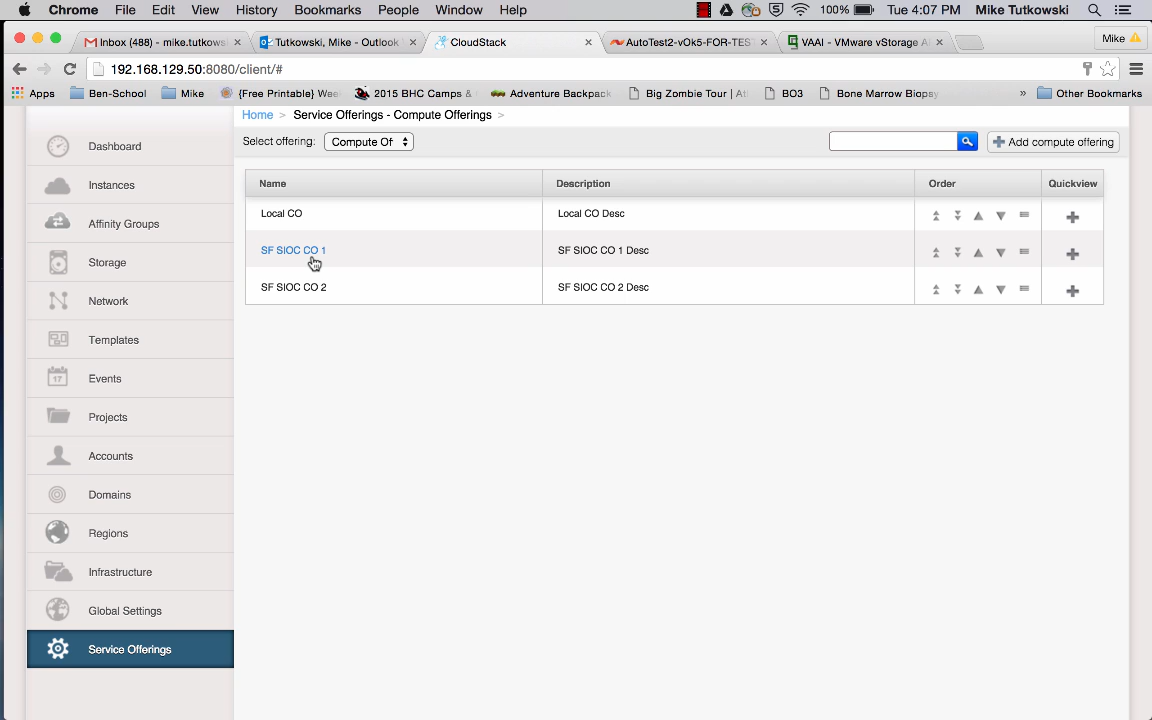 Chrome File Edit View History Bookmarks People Window Help 100% Tue 4:07 PM Mike Tutkowski
Inbox (488) - mike.tutkows Tutkowski, Mike - Outlook CloudStack AutoTest2-vOk5-FOR-TES VAAI - VMware vStorage A Mike
192.168.129.50:8080/client/#
Apps Ben-School Mike {Free Printable} Wee 2015 BHC Camps & Adventure Backpack Big Zombie Tour | At BO3 Bone Marrow Biopsy » Other Bookmarks
Home > Service Offerings - Compute Offerings >
Select offering: Compute Of Add compute offering
Name Description Order Quickview
Local CO Local CO Desc
SF SIOC CO 1 SF SIOC CO 1 Desc
SF SIOC CO 2 SF SIOC CO 2 Desc
Dashboard
Instances
Affinity Groups
Storage
Network
Templates
17 Events
Projects
Accounts
Domains
Regions
Infrastructure
Global Settings
Service Offerings